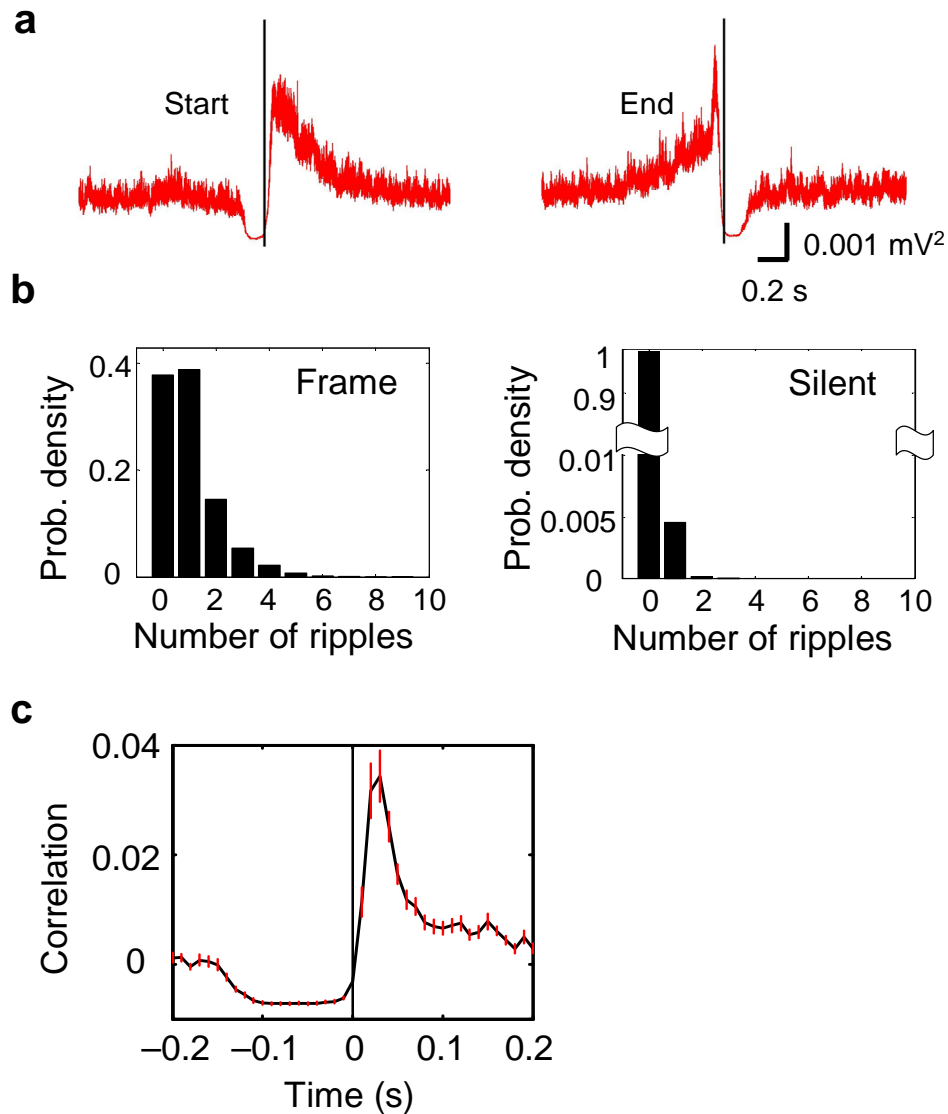 a
Start
End
0.001 mV²
0.2 s
b
Frame
Prob. density
0.4
0.2
0
0 2 4 6 8 10
Number of ripples
Silent
Prob. density
1
0.9
0.01
0.005
0
0 2 4 6 8 10
Number of ripples
c
Correlation
0.04
0.02
0
–0.2 –0.1 0 0.1 0.2
Time (s)